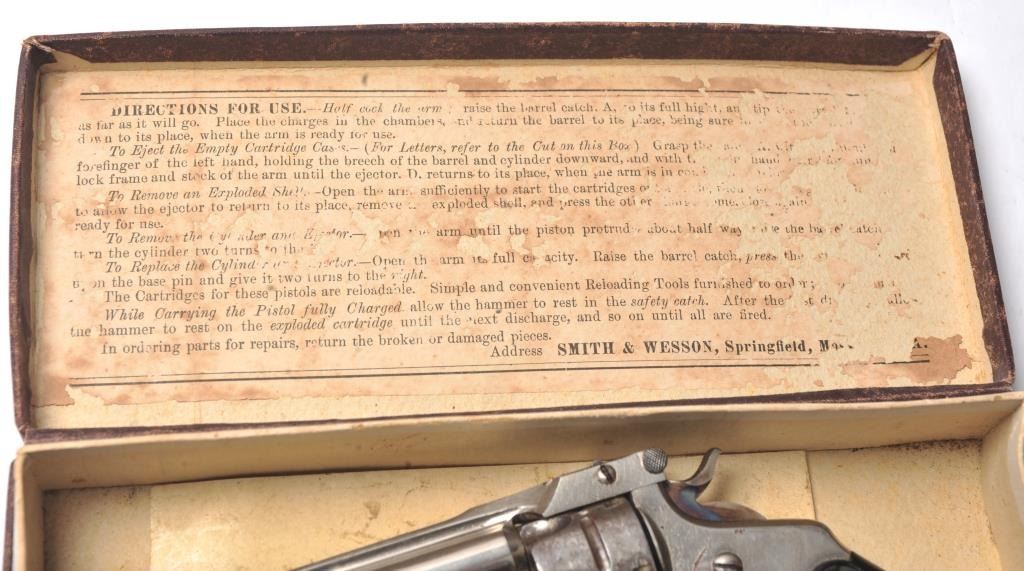 DIRECTIONS FOR USE.—Half cock the arm; raise the barrel catch. A, to its full hight, and tip
as far as it will go. Place the charges in the chambers, and return the barrel to its place, being sure
down to its place, when the arm is ready for use.
To Eject the Empty Cartridge Cases.—(For Letters, refer to the Cut on this Box) Grasp the
forefinger of the left hand, holding the breech of the barrel and cylinder downward, and with t hand
lock frame and stock of the arm until the ejector. D. returns to its place, when the arm is in
To Remove an Exploded Shell.—Open the arm sufficiently to start the cartridges
to allow the ejector to return to its place, remove exploded shell, and press the other again
ready for use.
To Remove the Cylinder and Ejector.—Open the arm until the piston protrudes about half way the barrel catch
turn the cylinder two turns to the
To Replace the Cylinder and Ejector.—Open the arm its full capacity. Raise the barrel catch, press the
upon the base pin and give it two turns to the right.
The Cartridges for these pistols are reloadable. Simple and convenient Reloading Tools furnished to order
While Carrying the Pistol fully Charged allow the hammer to rest in the safety catch. After the
the hammer to rest on the exploded cartridge until the next discharge, and so on until all are fired.
In ordering parts for repairs, return the broken or damaged pieces.
Address SMITH & WESSON, Springfield, A.